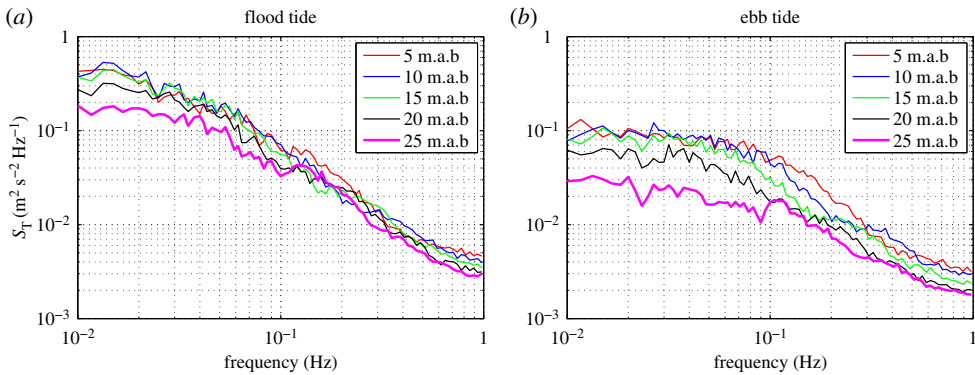 (a)
flood tide
1
10⁻¹
10⁻²
10⁻³
S_T (m² s⁻² Hz⁻¹)
5 m.a.b
10 m.a.b
15 m.a.b
20 m.a.b
25 m.a.b
10⁻²
10⁻¹
1
frequency (Hz)
(b)
ebb tide
1
10⁻¹
10⁻²
10⁻³
5 m.a.b
10 m.a.b
15 m.a.b
20 m.a.b
25 m.a.b
10⁻²
10⁻¹
1
frequency (Hz)